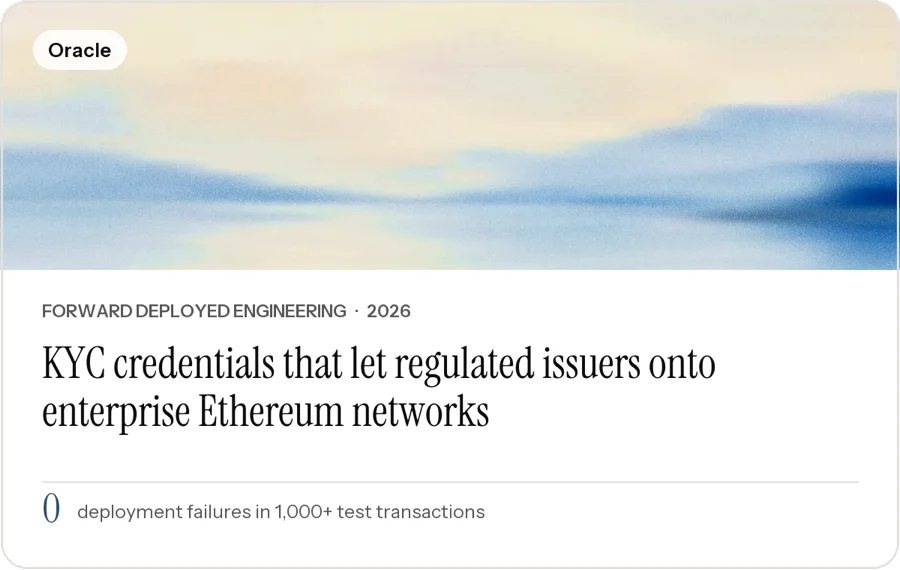 Oracle
FORWARD DEPLOYED ENGINEERING · 2026
KYC credentials that let regulated issuers onto
enterprise Ethereum networks
0 deployment failures in 1,000+ test transactions